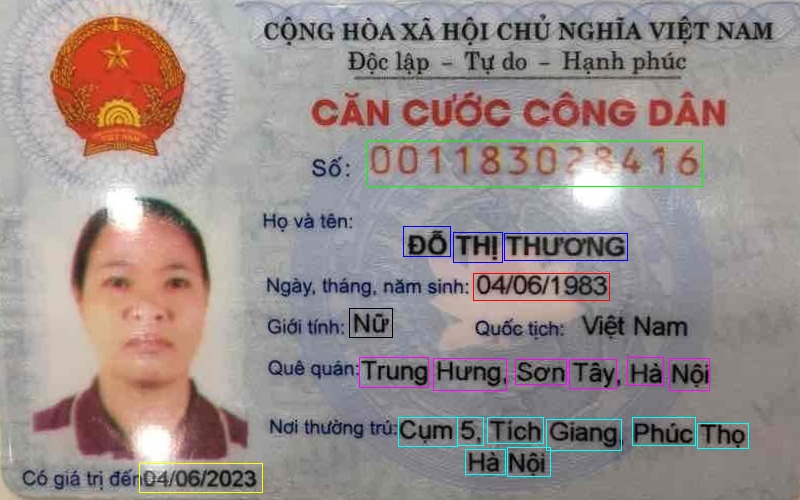 CỘNG HÒA XÃ HỘI CHỦ NGHĨA VIỆT NAM
Độc lập - Tự do - Hạnh phúc
CĂN CƯỚC CÔNG DÂN
Số: 001183028416
Họ và tên:
ĐỖ THỊ THƯƠNG
Ngày, tháng, năm sinh: 04/06/1983
Giới tính: Nữ Quốc tịch: Việt Nam
Quê quán: Trung Hưng, Sơn Tây, Hà Nội
Nơi thường trú: Cụm 5, Tích Giang, Phúc Thọ
Hà Nội
Có giá trị đến 04/06/2023